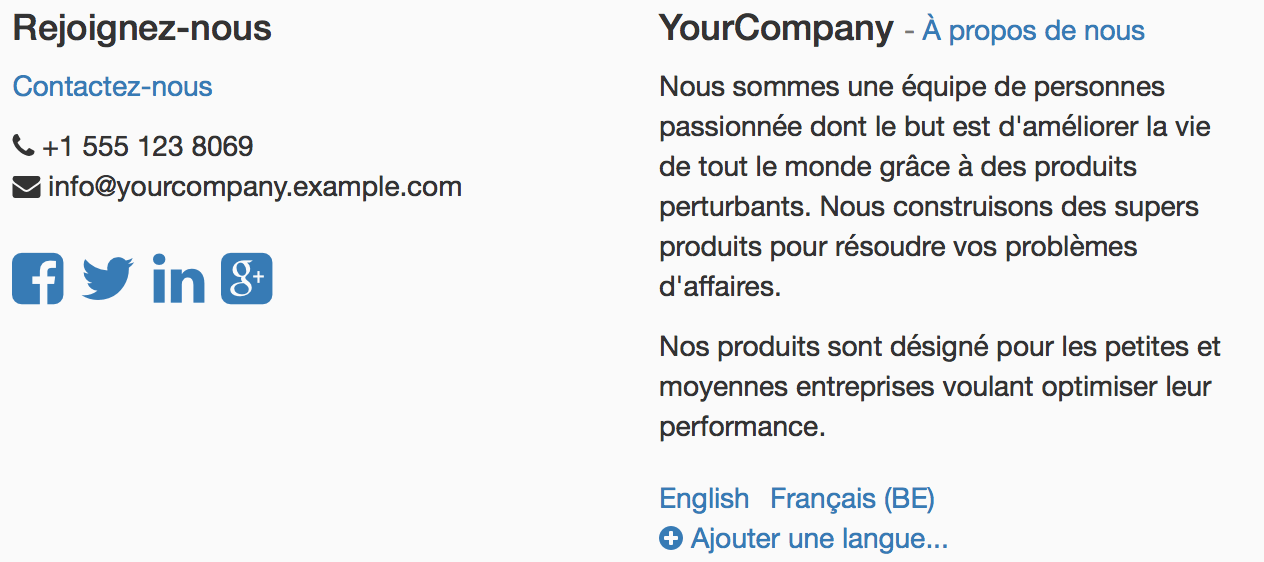 Rejoignez-nous
Contactez-nous
+1 555 123 8069
info@yourcompany.example.com
YourCompany - À propos de nous
Nous sommes une équipe de personnes
passionnée dont le but est d'améliorer la vie
de tout le monde grâce à des produits
perturbants. Nous construisons des supers
produits pour résoudre vos problèmes
d'affaires.
Nos produits sont désigné pour les petites et
moyennes entreprises voulant optimiser leur
performance.
English Français (BE)
Ajouter une langue...